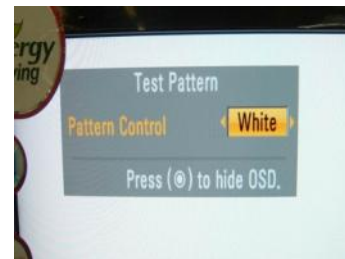 ergy
ving
Test Pattern
Pattern Control White
Press (◉) to hide OSD.